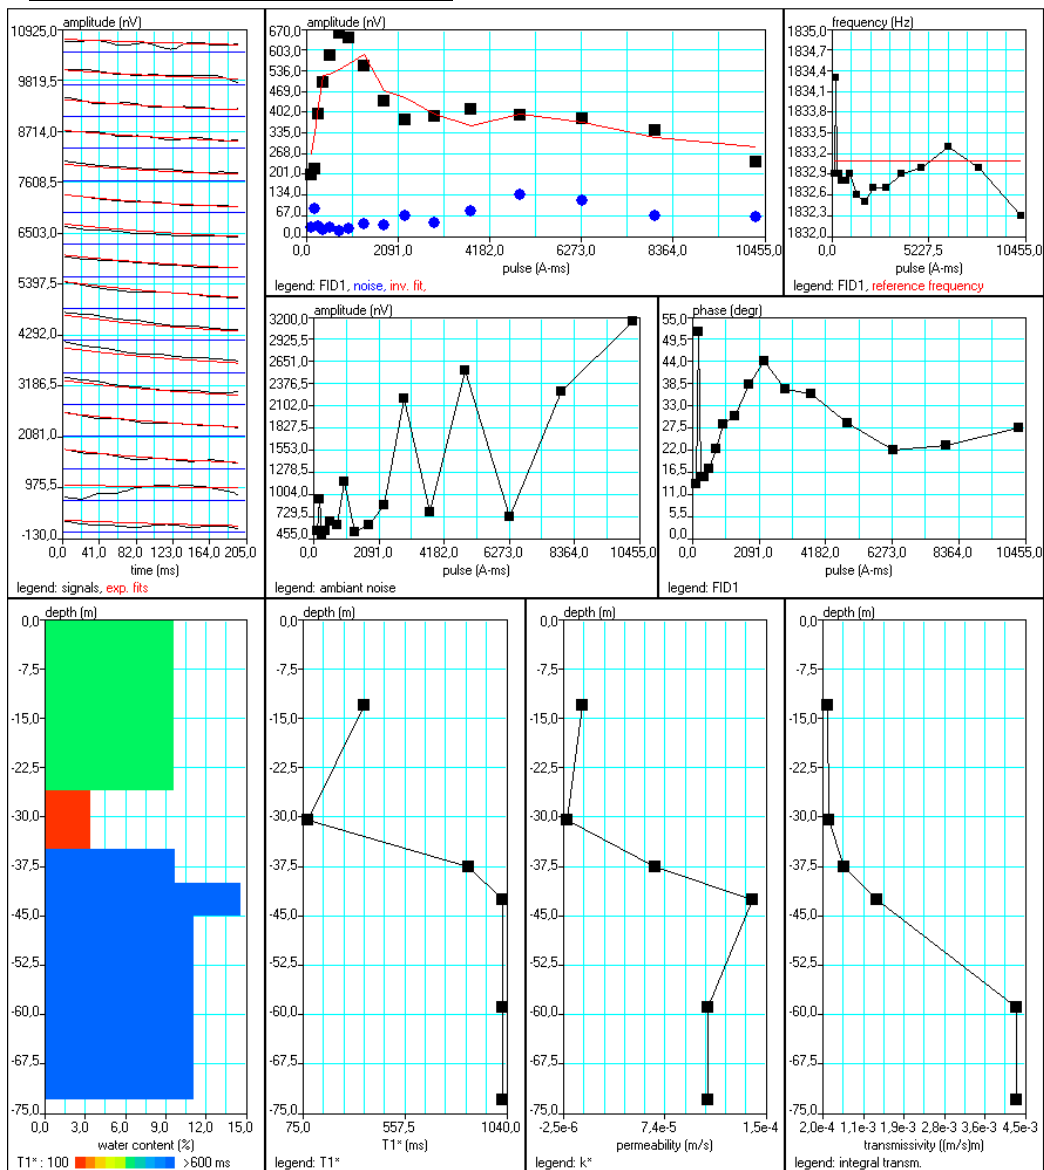 amplitude (nV)
10925,0
9819,5
8714,0
7608,5
6503,0
5397,5
4292,0
3186,5
2081,0
975,5
-130,0
0,0 41,0 82,0 123,0 164,0 205,0
time (ms)
legend: signals, exp. fits
amplitude (nV)
670,0
603,0
536,0
469,0
402,0
335,0
268,0
201,0
134,0
67,0
0,0
0,0 2091,0 4182,0 6273,0 8364,0 10455,0
pulse (A-ms)
legend: FID1, noise, inv. fit,
frequency (Hz)
1835,0
1834,7
1834,4
1834,1
1833,8
1833,5
1833,2
1832,9
1832,6
1832,3
1832,0
0,0 5227,5 10455,0
pulse (A-ms)
legend: FID1, reference frequency
amplitude (nV)
3200,0
2925,5
2651,0
2376,5
2102,0
1827,5
1553,0
1278,5
1004,0
729,5
455,0
0,0 2091,0 4182,0 6273,0 8364,0 10455,0
pulse (A-ms)
legend: ambiant noise
phase (degr)
55,0
49,5
44,0
38,5
33,0
27,5
22,0
16,5
11,0
5,5
0,0
0,0 2091,0 4182,0 6273,0 8364,0 10455,0
pulse (A-ms)
legend: FID1
depth (m)
0,0
-7,5
-15,0
-22,5
-30,0
-37,5
-45,0
-52,5
-60,0
-67,5
-75,0
0,0 3,0 6,0 9,0 12,0 15,0
water content (%)
T1* : 100 >600 ms
depth (m)
0,0
-7,5
-15,0
-22,5
-30,0
-37,5
-45,0
-52,5
-60,0
-67,5
-75,0
75,0 557,5 1040,0
T1* (ms)
legend: T1*
depth (m)
0,0
-7,5
-15,0
-22,5
-30,0
-37,5
-45,0
-52,5
-60,0
-67,5
-75,0
-2,5e-6 7,4e-5 1,5e-4
permeability (m/s)
legend: k*
depth (m)
0,0
-7,5
-15,0
-22,5
-30,0
-37,5
-45,0
-52,5
-60,0
-67,5
-75,0
2,0e-4 1,1e-3 1,9e-3 2,8e-3 3,6e-3 4,5e-3
transmissivity ((m/s)m)
legend: integral transm.